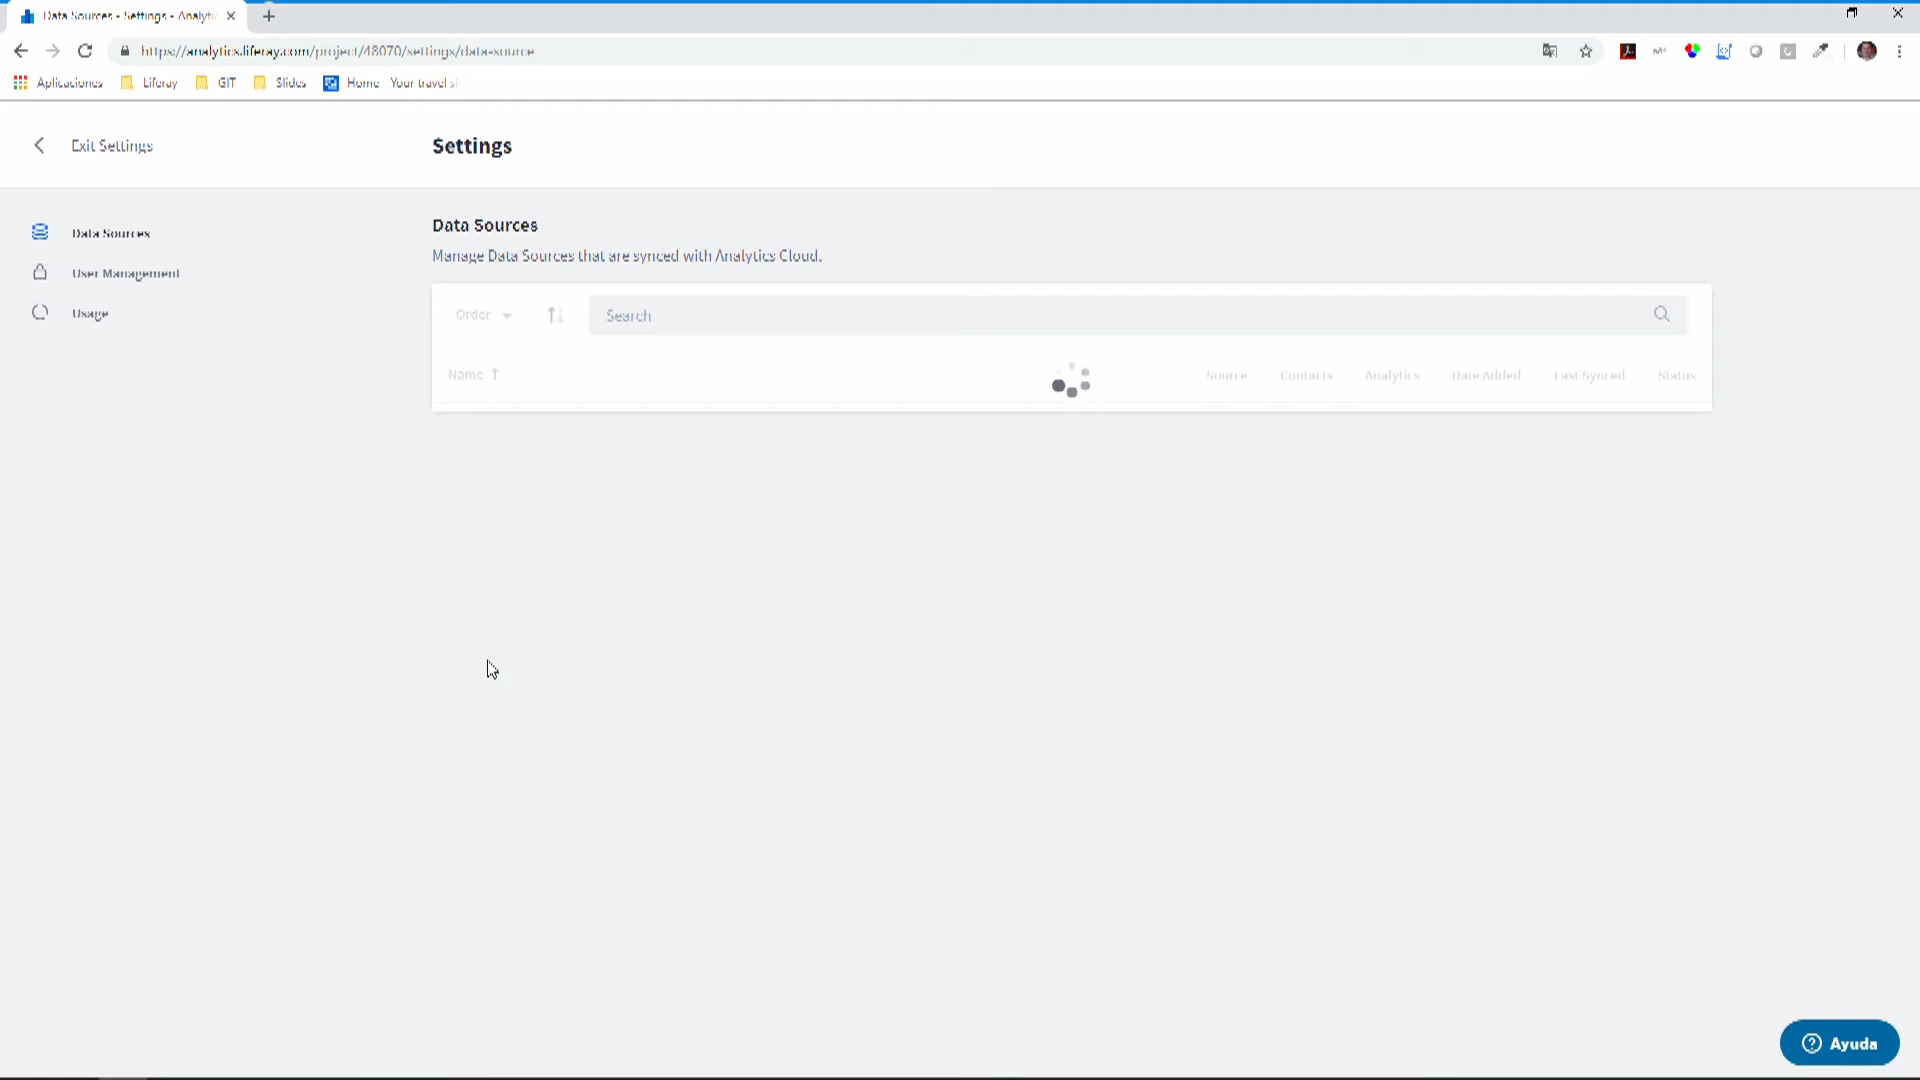 Data Sources - Settings - Analytic
https://analytics.liferay.com/project/48070/settings/data-source
Aplicaciones
Liferay
GIT
Slides
Home
Your travel si
Exit Settings
Settings
Data Sources
User Management
Usage
Data Sources
Manage Data Sources that are synced with Analytics Cloud.
Order
Search
Name ↑
Source
Contacts
Analytics
Date Added
Last Synced
Status
Ayuda